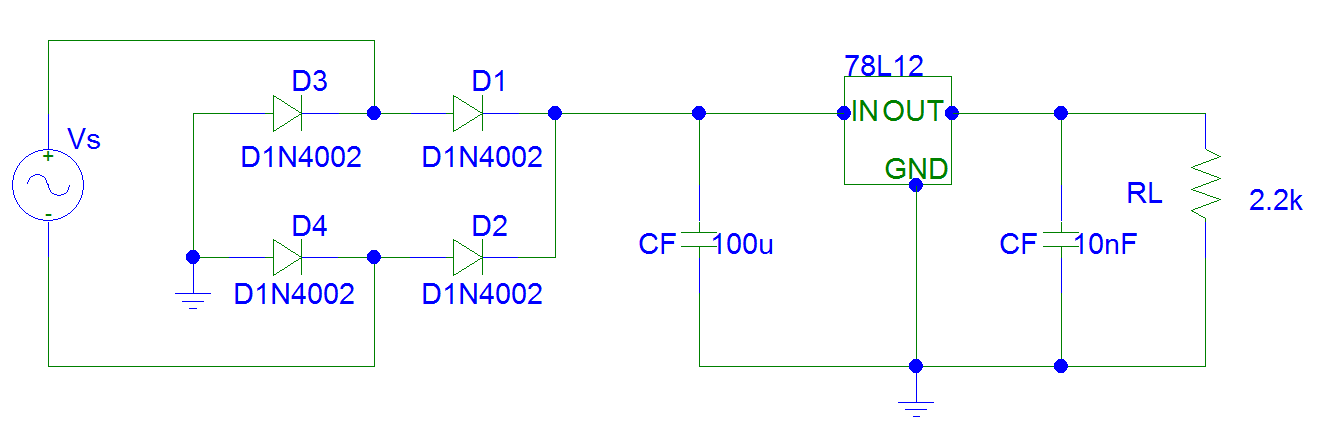 78L12
D3
D1
IN OUT
Vs
+
D1N4002
D1N4002
GND
RL
2.2k
-
D4
D2
CF
100u
CF
10nF
D1N4002
D1N4002